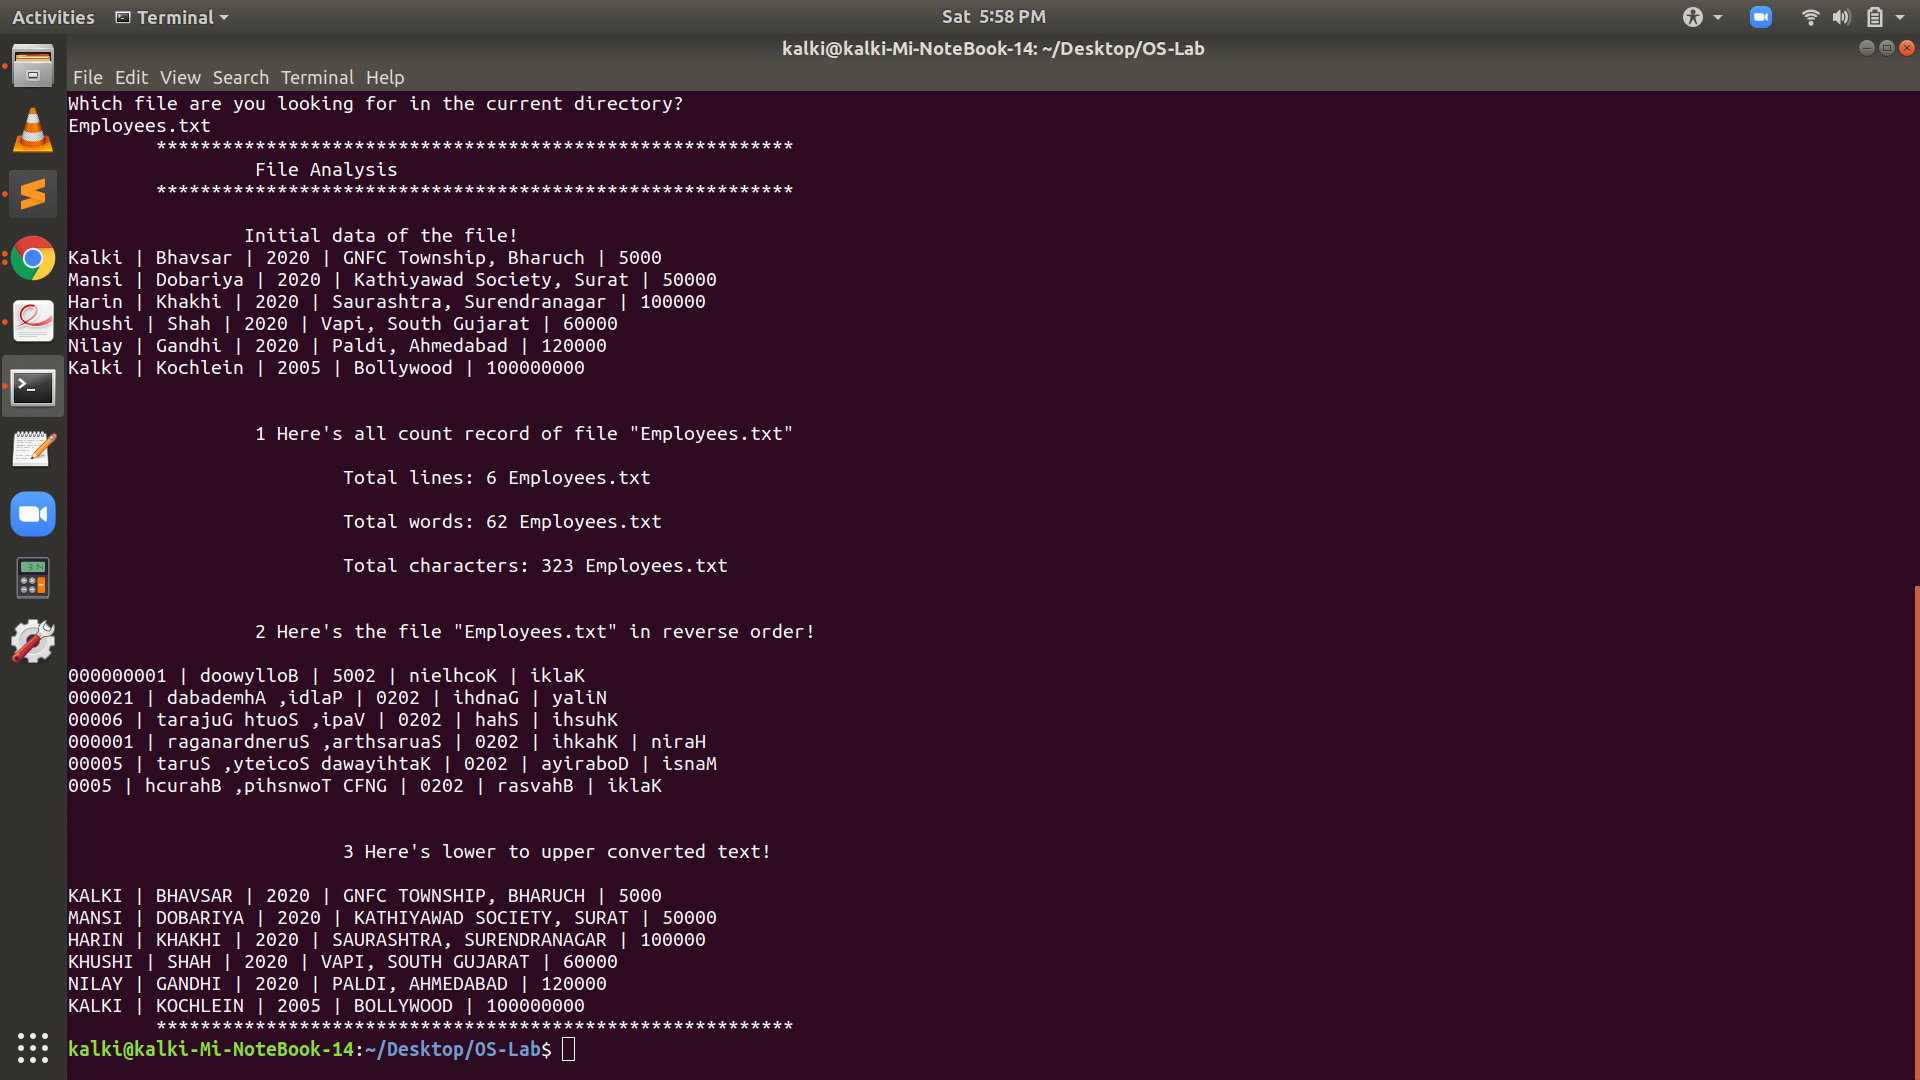 Activities Terminal Sat 5:58 PM
kalki@kalki-Mi-NoteBook-14: ~/Desktop/OS-Lab
File Edit View Search Terminal Help
Which file are you looking for in the current directory?
Employees.txt
**********************************************************
File Analysis
**********************************************************
Initial data of the file!
Kalki | Bhavsar | 2020 | GNFC Township, Bharuch | 5000
Mansi | Dobariya | 2020 | Kathiyawad Society, Surat | 50000
Harin | Khakhi | 2020 | Saurashtra, Surendranagar | 100000
Khushi | Shah | 2020 | Vapi, South Gujarat | 60000
Nilay | Gandhi | 2020 | Paldi, Ahmedabad | 120000
Kalki | Kochlein | 2005 | Bollywood | 100000000
1 Here's all count record of file "Employees.txt"
Total lines: 6 Employees.txt
Total words: 62 Employees.txt
Total characters: 323 Employees.txt
2 Here's the file "Employees.txt" in reverse order!
000000001 | doowylloB | 5002 | nielhcoK | iklaK
000021 | dabademhA ,idlaP | 0202 | ihdnaG | yaliN
00006 | tarajuG htuoS ,ipaV | 0202 | hahS | ihsuhK
000001 | raganardneruS ,arthsaruaS | 0202 | ihkahK | niraH
00005 | taruS ,yteicoS dawayihtaK | 0202 | ayiraboD | isnaM
0005 | hcurahB ,pihsnwoT CFNG | 0202 | rasvahB | iklaK
3 Here's lower to upper converted text!
KALKI | BHAVSAR | 2020 | GNFC TOWNSHIP, BHARUCH | 5000
MANSI | DOBARIYA | 2020 | KATHIYAWAD SOCIETY, SURAT | 50000
HARIN | KHAKHI | 2020 | SAURASHTRA, SURENDRANAGAR | 100000
KHUSHI | SHAH | 2020 | VAPI, SOUTH GUJARAT | 60000
NILAY | GANDHI | 2020 | PALDI, AHMEDABAD | 120000
KALKI | KOCHLEIN | 2005 | BOLLYWOOD | 100000000
**********************************************************
kalki@kalki-Mi-NoteBook-14:~/Desktop/OS-Lab$